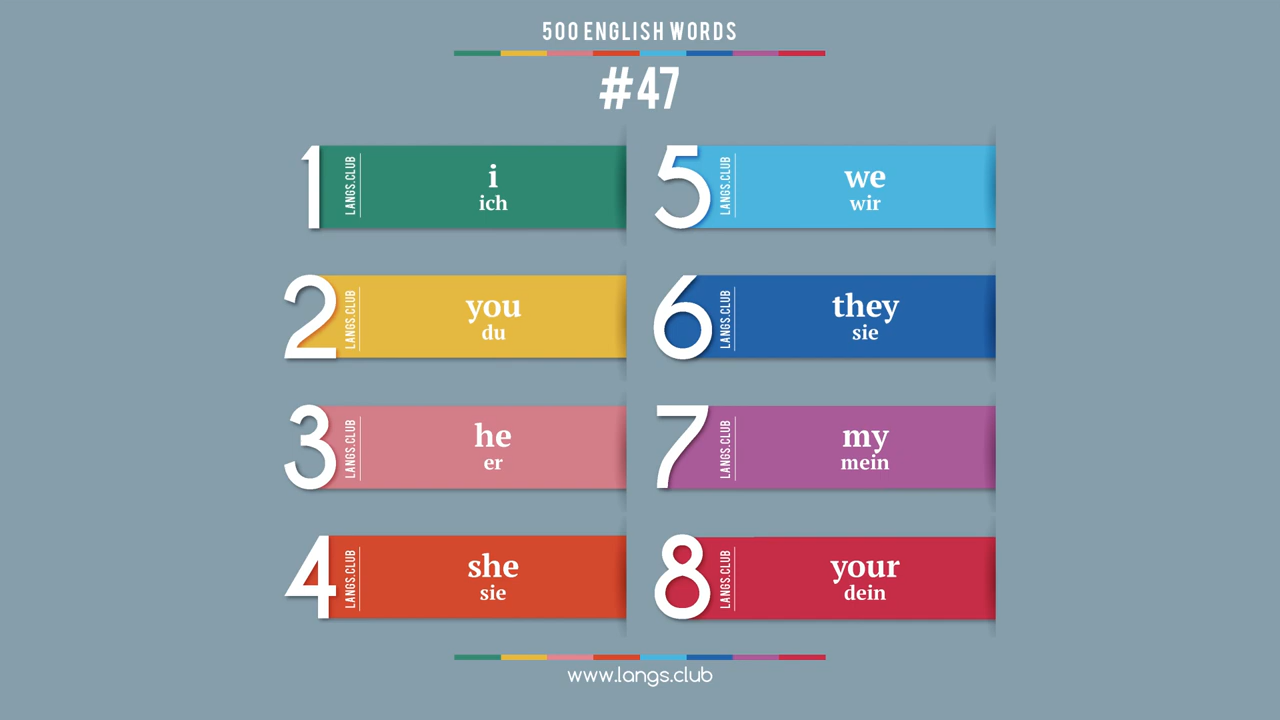 500 ENGLISH WORDS
#47
1
LANGS.CLUB
i
ich
2
LANGS.CLUB
you
du
3
LANGS.CLUB
he
er
4
LANGS.CLUB
she
sie
5
LANGS.CLUB
we
wir
6
LANGS.CLUB
they
sie
7
LANGS.CLUB
my
mein
8
LANGS.CLUB
your
dein
www.langs.club